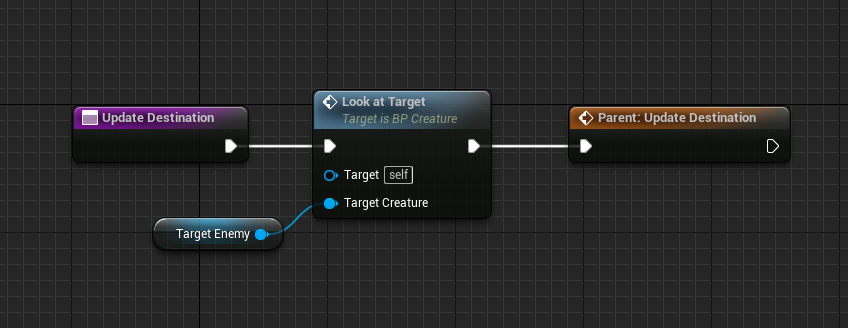 Update Destination
Look at Target
Target is BP Creature
Target self
Target Creature
Target Enemy
Parent: Update Destination